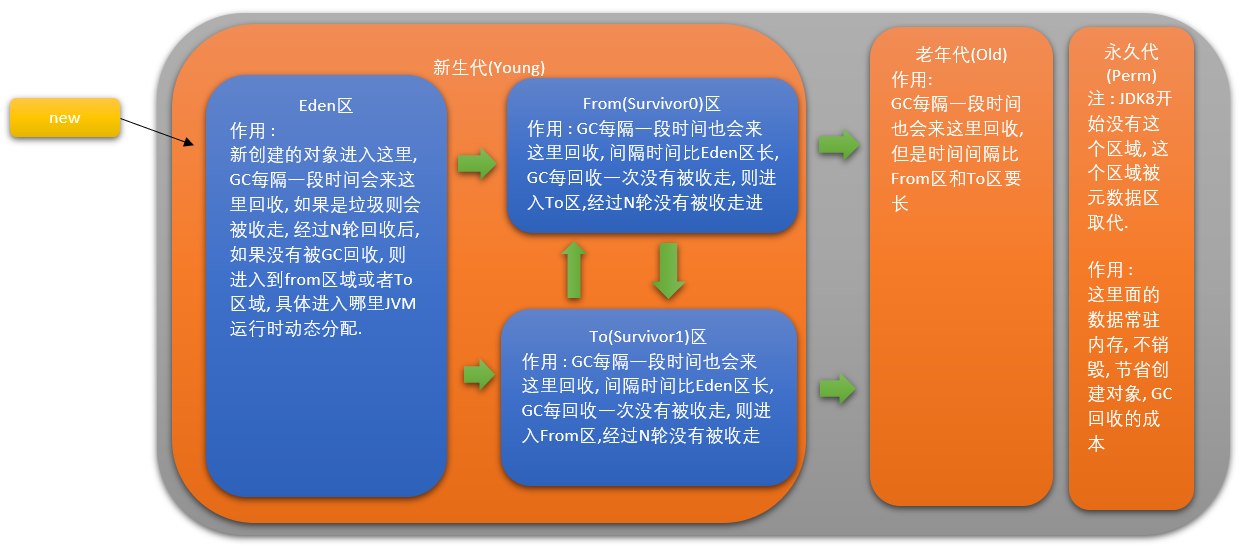 new
新生代(Young)
Eden区
作用 :
新创建的对象进入这里,
GC每隔一段时间会来这
里回收, 如果是垃圾则会
被收走, 经过N轮回收后,
如果没有被GC回收, 则
进入到from区域或者To
区域, 具体进入哪里JVM
运行时动态分配.
From(Survivor0)区
作用 : GC每隔一段时间也会来
这里回收, 间隔时间比Eden区长,
GC每回收一次没有被收走, 则进
入To区,经过N轮没有被收走进
To(Survivor1)区
作用 : GC每隔一段时间也会来
这里回收, 间隔时间比Eden区长,
GC每回收一次没有被收走, 则进
入From区,经过N轮没有被收走
老年代(Old)
作用:
GC每隔一段时间
也会来这里回收,
但是时间间隔比
From区和To区要
长
永久代
(Perm)
注 : JDK8开
始没有这
个区域, 这
个区域被
元数据区
取代.
作用 :
这里面的
数据常驻
内存, 不销
毁, 节省创
建对象, GC
回收的成
本